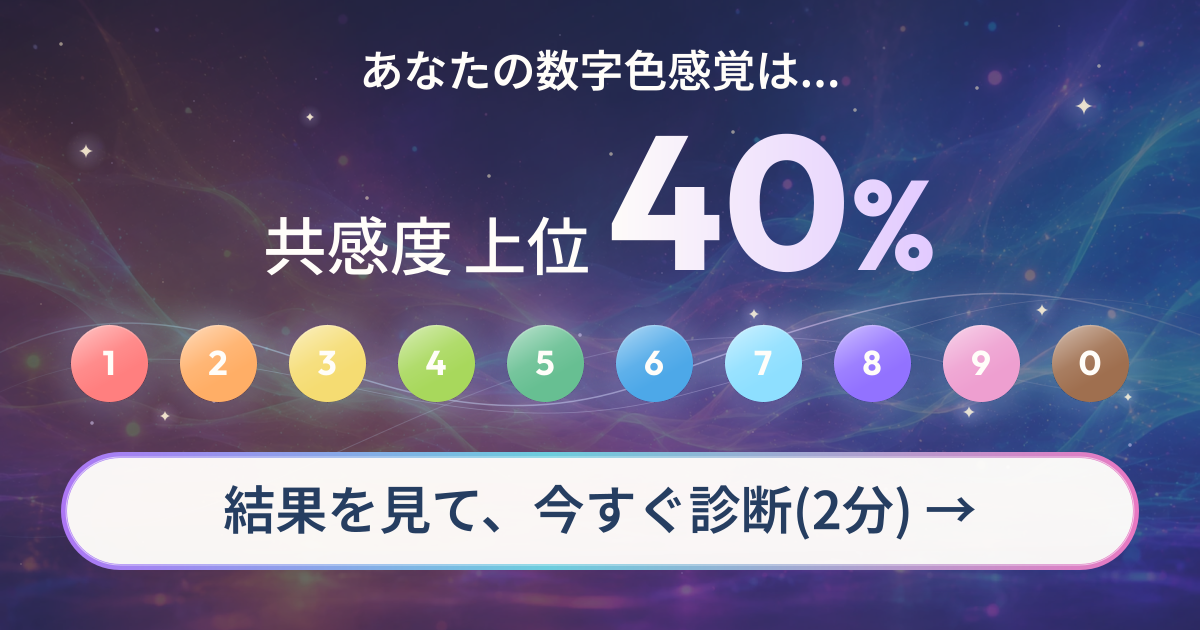 あなたの数字色感覚は...
共感度 上位 40%
1 2 3 4 5 6 7 8 9 0
結果を見て、今すぐ診断(2分) →